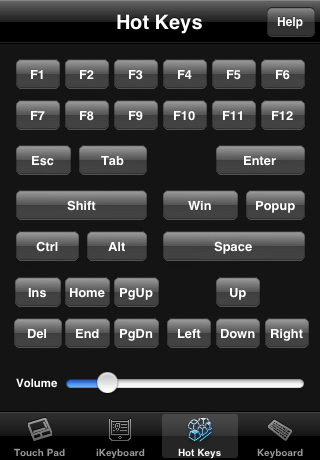 Hot Keys Help
F1 F2 F3 F4 F5 F6
F7 F8 F9 F10 F11 F12
Esc Tab Enter
Shift Win Popup
Ctrl Alt Space
Ins Home PgUp Up
Del End PgDn Left Down Right
Volume
Touch Pad iKeyboard Hot Keys Keyboard